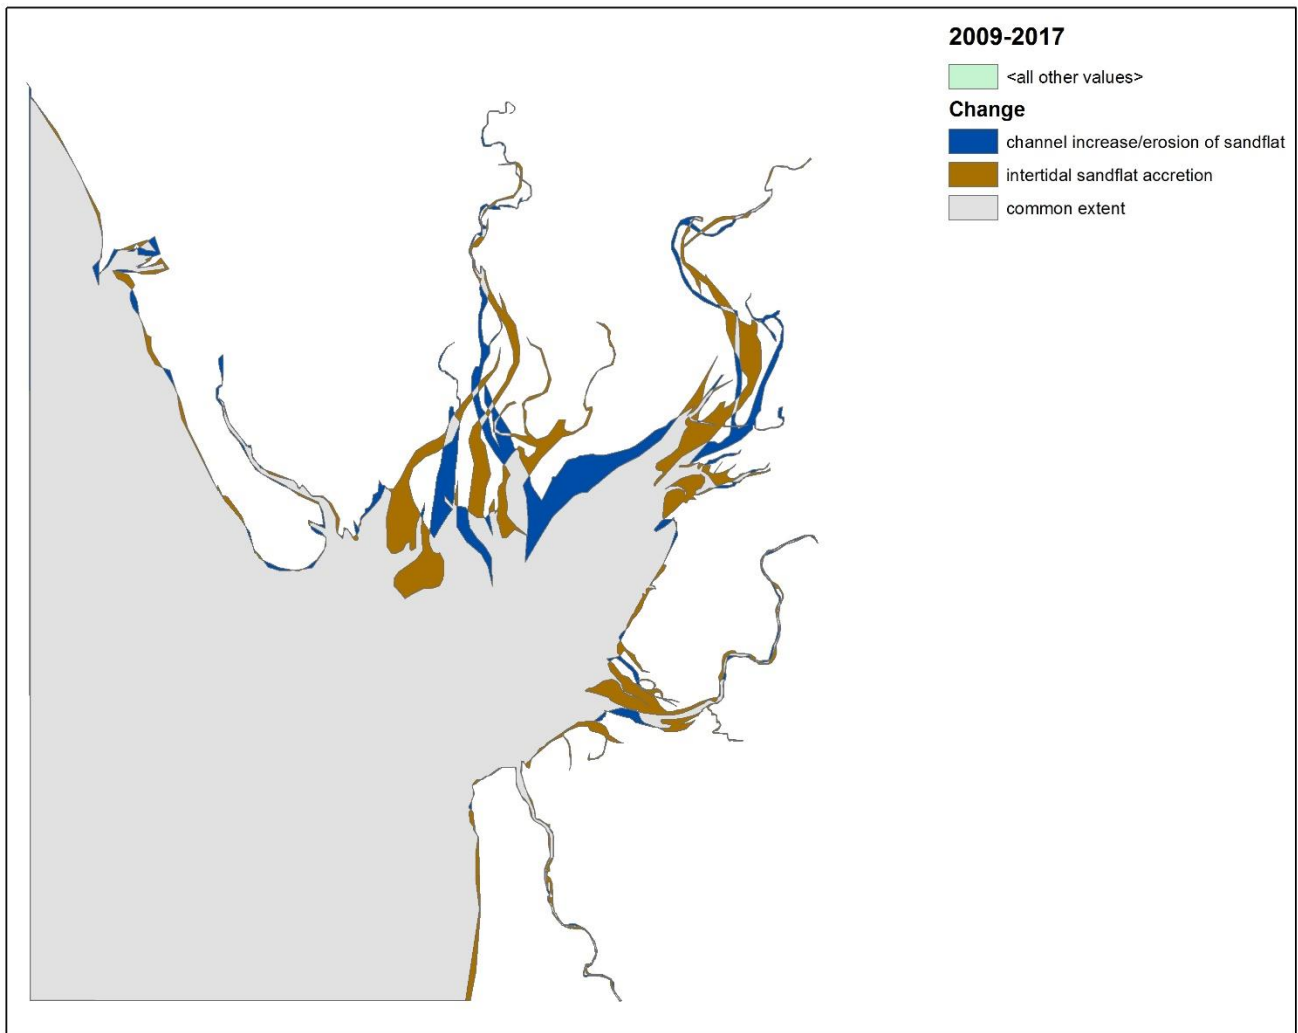 2009-2017
<all other values>
Change
channel increase/erosion of sandflat
intertidal sandflat accretion
common extent